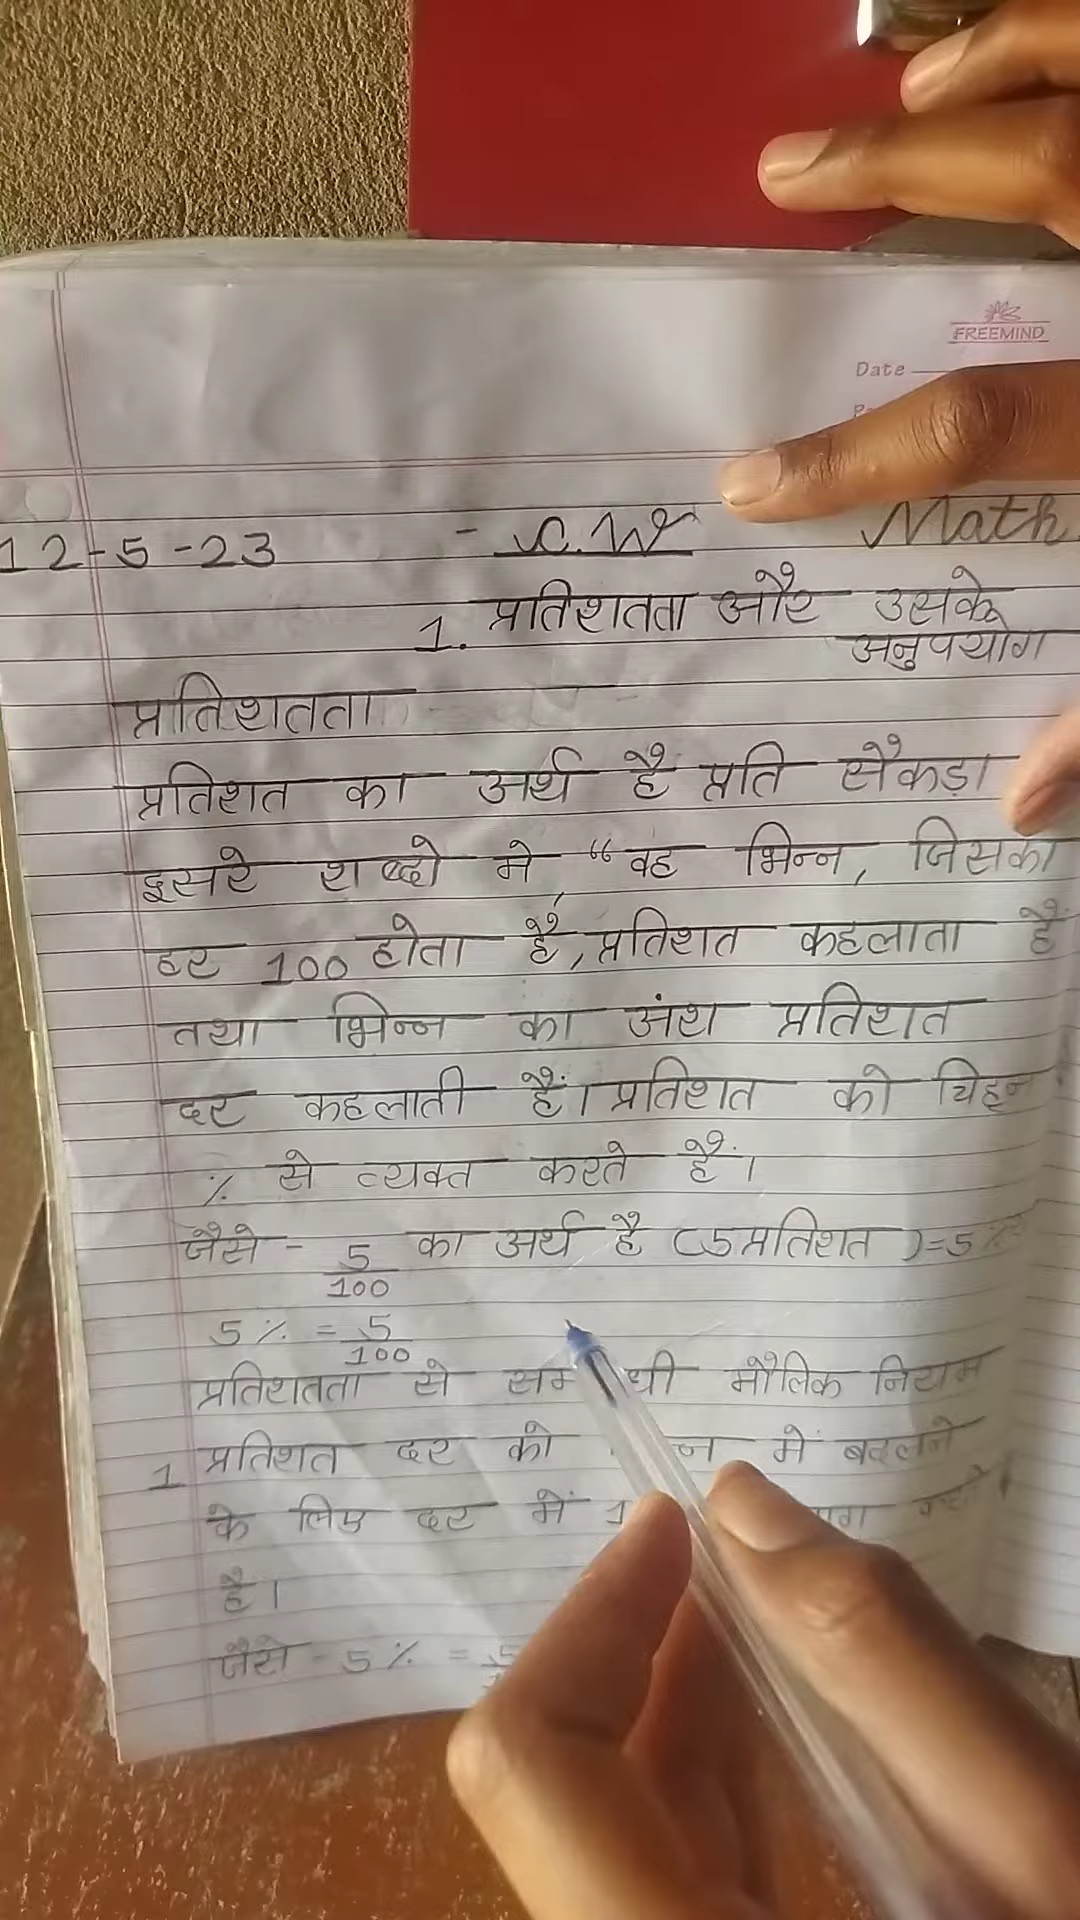 FREEMIND
Date
12-5-23 - C.W Math
1. प्रतिशतता और उसके
अनुपयोग
प्रतिशतता
प्रतिशत का अर्थ है प्रति सैकड़ा
इसरे शब्दो मे, “वह भिन्न, जिसका
हर 100 होता है, प्रतिशत कहलाता है
तथा भिन्न का अंश प्रतिशत
दर कहलाती हैं। प्रतिशत को चिह्न
% से व्यक्त करते हैं।
जैसे - 5/100 का अर्थ है (5 प्रतिशत) = 5%
5% = 5/100
प्रतिशतता से मौलिक नियम
1 प्रतिशत दर को में बदलने
के लिए दर में
है।
जैसे - 5% =